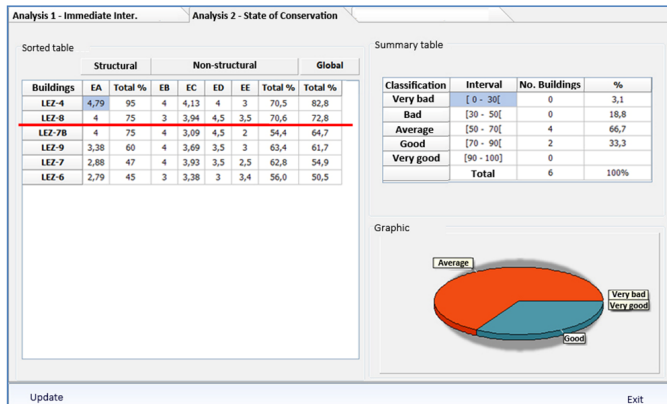 Analysis 1 - Immediate Inter. Analysis 2 - State of Conservation
Sorted table
Structural Non-structural Global
Buildings EA Total % EB EC ED EE Total % Total %
LEZ-4 4,79 95 4 4,13 4 3 70,5 82,8
LEZ-8 4 75 3 3,94 4,5 3,5 70,6 72,8
LEZ-7B 4 75 4 3,09 4,5 2 54,4 64,7
LEZ-9 3,38 60 4 3,69 3,5 3 63,4 61,7
LEZ-7 2,88 47 4 3,93 3,5 2,5 62,8 54,9
LEZ-6 2,79 45 3 3,38 3 3,4 56,0 50,5
Summary table
Classification Interval No. Buildings %
Very bad [ 0 - 30[ 0 3,1
Bad [30 - 50[ 0 18,8
Average [50 - 70[ 4 66,7
Good [70 - 90[ 2 33,3
Very good [90 - 100] 0
Total 6 100%
Graphic
Average
Very bad
Very good
Good
Update Exit